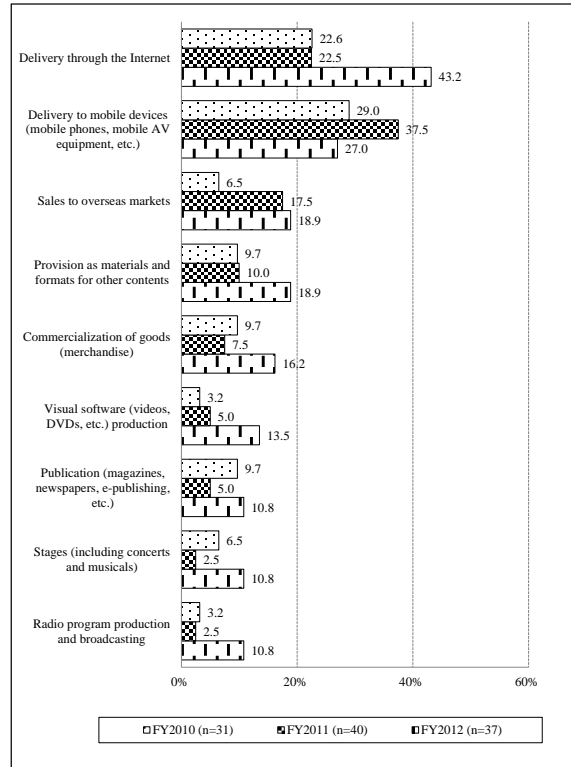 22.6
Delivery through the Internet
22.5
43.2
29.0
Delivery to mobile devices
(mobile phones, mobile AV
equipment, etc.)
37.5
27.0
6.5
Sales to overseas markets
17.5
18.9
9.7
Provision as materials and
formats for other contents
10.0
18.9
9.7
Commercialization of goods
(merchandise)
7.5
16.2
3.2
Visual software (videos,
DVDs, etc.) production
5.0
13.5
9.7
Publication (magazines,
newspapers, e-publishing,
etc.)
5.0
10.8
6.5
Stages (including concerts
and musicals)
2.5
10.8
3.2
Radio program production
and broadcasting
2.5
10.8
0% 20% 40% 60%
FY2010 (n=31) FY2011 (n=40) FY2012 (n=37)